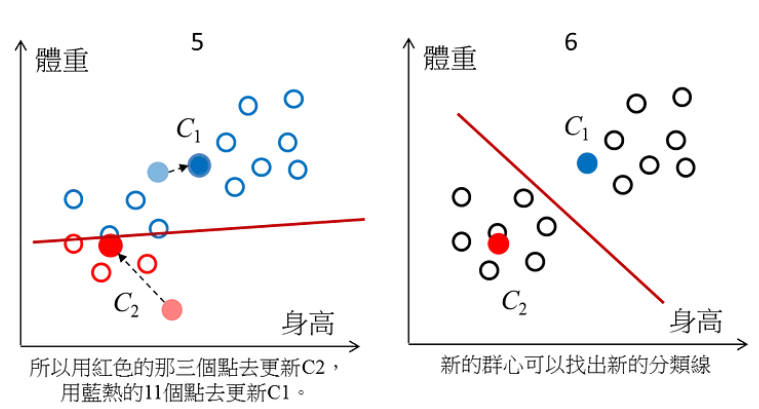 5
體重
C1
C2
身高
所以用紅色的那三個點去更新C2，
用藍熱的11個點去更新C1。
6
體重
C1
C2
身高
新的群心可以找出新的分類線